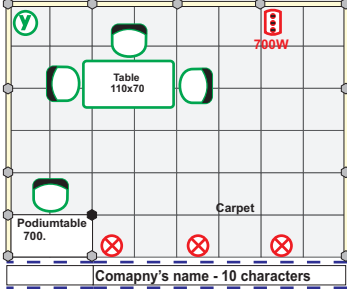 y
700W
Table
110x70
Carpet
Podiumtable
700.
Comapny's name - 10 characters